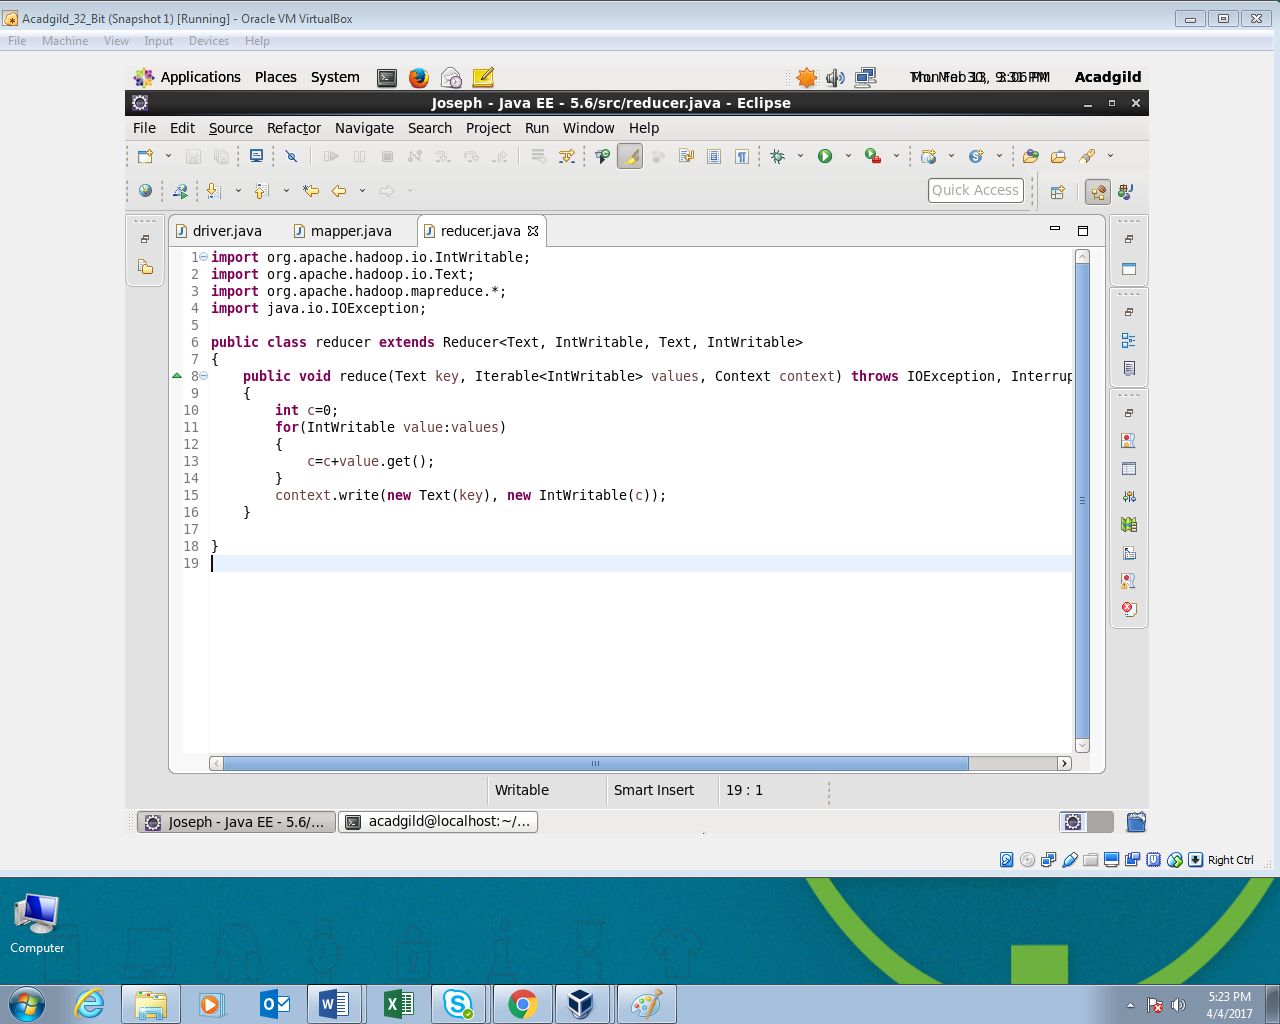 Acadgild_32_Bit (Snapshot 1) [Running] - Oracle VM VirtualBox
File Machine View Input Devices Help
Applications Places System
Acadgild
Joseph - Java EE - 5.6/src/reducer.java - Eclipse
File Edit Source Refactor Navigate Search Project Run Window Help
Quick Access
driver.java mapper.java reducer.java
1 import org.apache.hadoop.io.IntWritable;
2 import org.apache.hadoop.io.Text;
3 import org.apache.hadoop.mapreduce.*;
4 import java.io.IOException;
5
6 public class reducer extends Reducer<Text, IntWritable, Text, IntWritable>
7 {
8 public void reduce(Text key, Iterable<IntWritable> values, Context context) throws IOException, Interrup
9 {
10 int c=0;
11 for(IntWritable value:values)
12 {
13 c=c+value.get();
14 }
15 context.write(new Text(key), new IntWritable(c));
16 }
17
18 }
19
Writable Smart Insert 19 : 1
Joseph - Java EE - 5.6/... acadgild@localhost:~/...
Right Ctrl
Computer
5:23 PM
4/4/2017